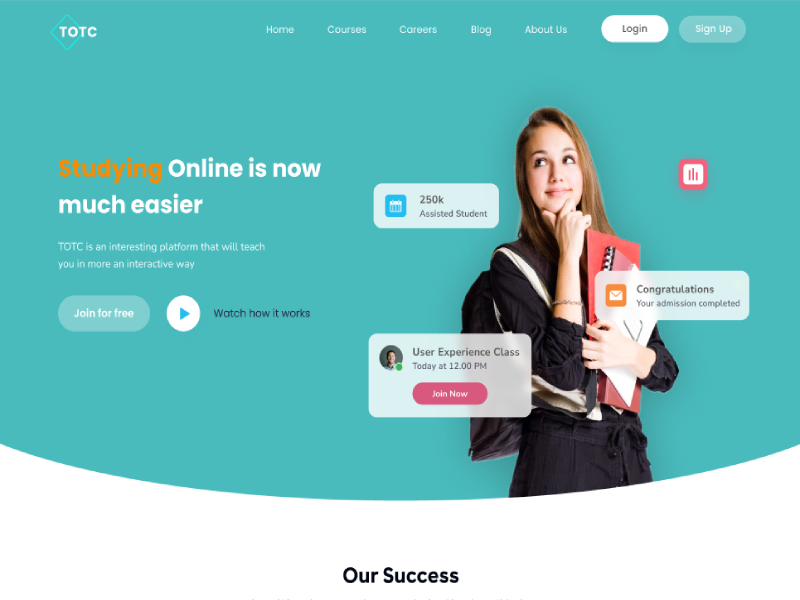 TOTC
Home
Courses
Careers
Blog
About Us
Login
Sign Up
Studying Online is now
much easier
TOTC is an interesting platform that will teach
you in more an interactive way
Join for free
Watch how it works
250k
Assisted Student
Congratulations
Your admission completed
User Experience Class
Today at 12.00 PM
Join Now
Our Success